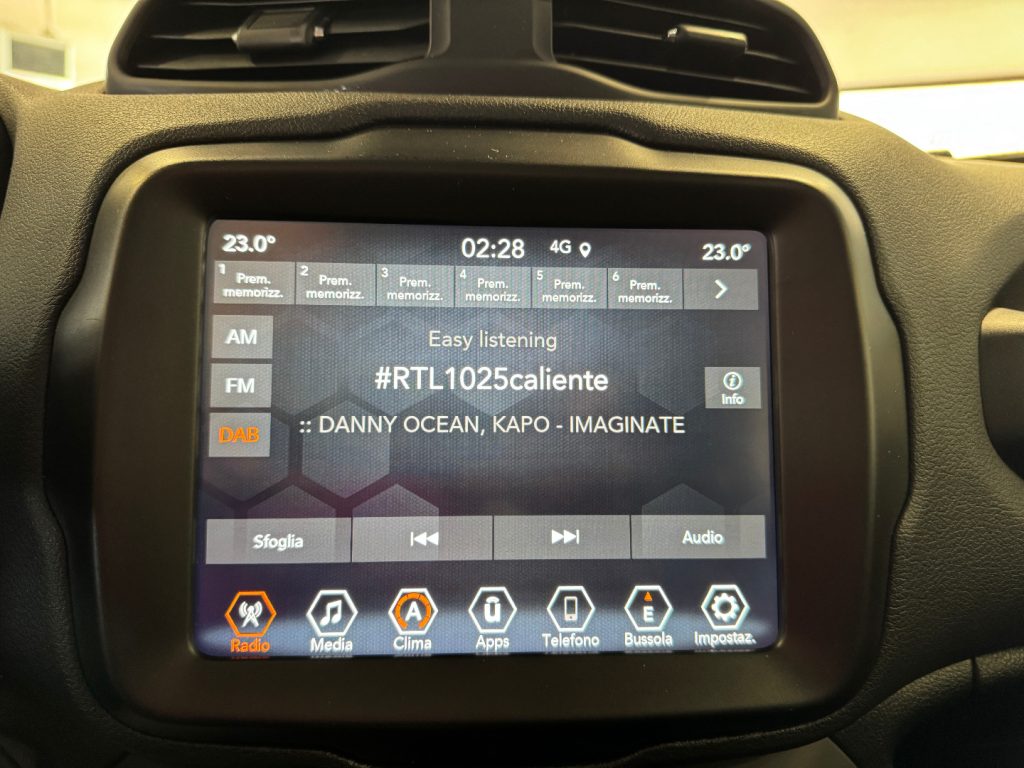 23.0° 02:28 4G 23.0°
1 Prem. memorizz.
2 Prem. memorizz.
3 Prem. memorizz.
4 Prem. memorizz.
5 Prem. memorizz.
6 Prem. memorizz.
AM
Easy listening
FM
#RTL1025caliente
i Info
DAB
:: DANNY OCEAN, KAPO - IMAGINATE
Sfoglia Audio
A ū E
Radio Media Clima Apps Telefono Bussola Impostaz.